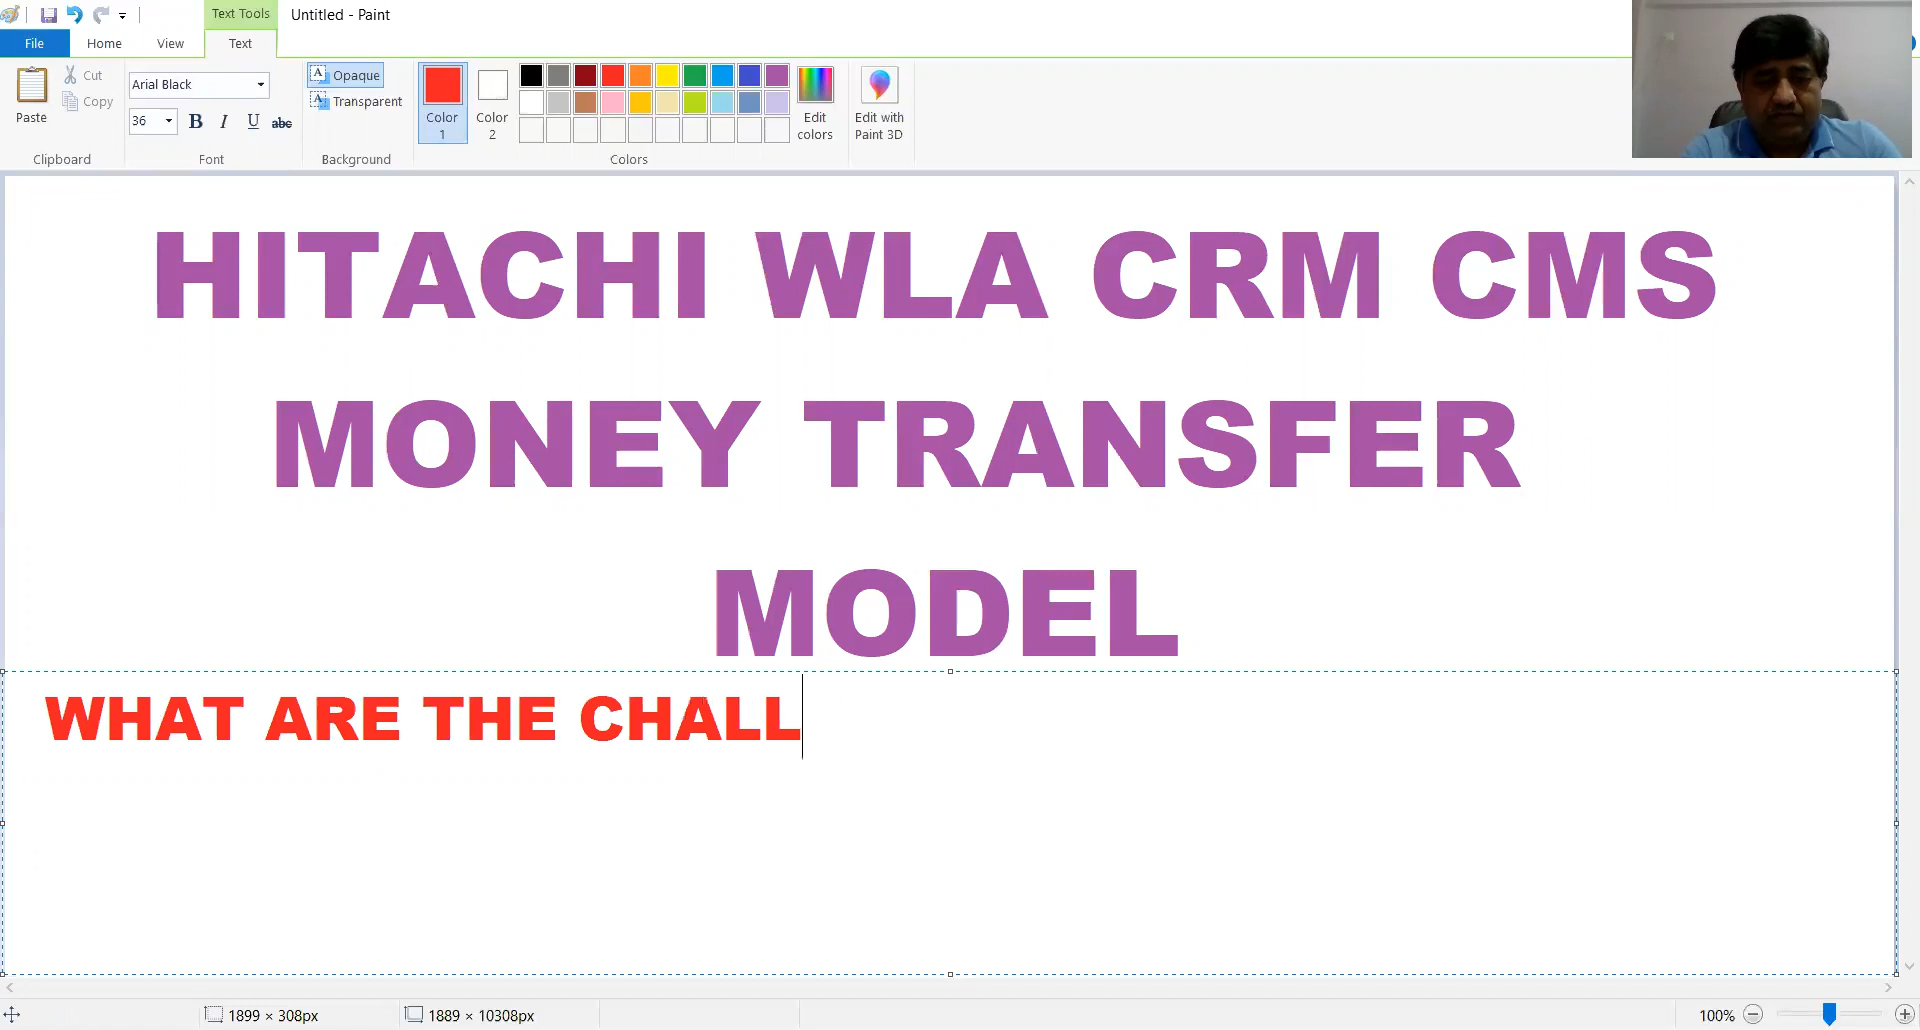 Text Tools
Untitled - Paint
File
Home
View
Text
Paste
Cut
Copy
Clipboard
Arial Black
36
B I U abc
Font
A Opaque
A Transparent
Background
Color 1
Color 2
Colors
Edit colors
Edit with Paint 3D
HITACHI WLA CRM CMS
MONEY TRANSFER
MODEL
WHAT ARE THE CHALL
1899 × 308px
1889 × 10308px
100%